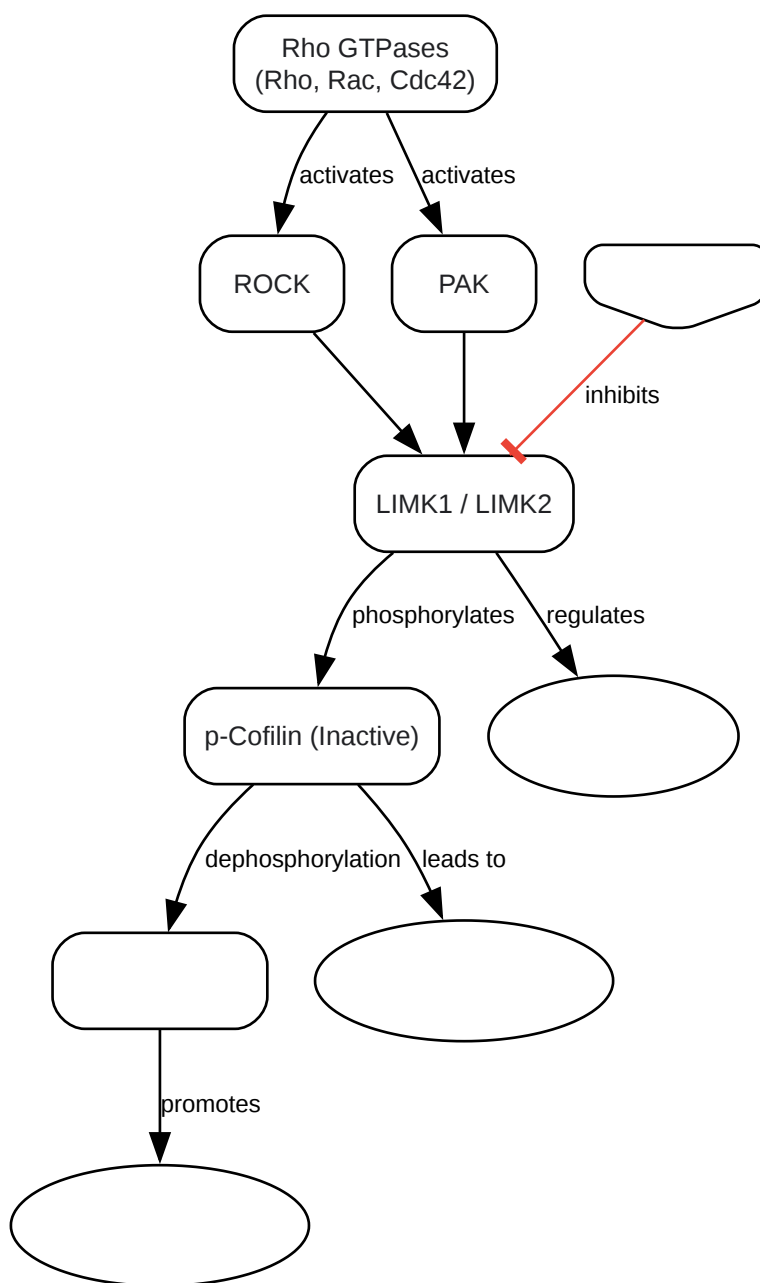 Rho GTPases
(Rho, Rac, Cdc42)
activates
activates
ROCK
PAK
inhibits
LIMK1 / LIMK2
phosphorylates
regulates
p-Cofilin (Inactive)
dephosphorylation
leads to
promotes